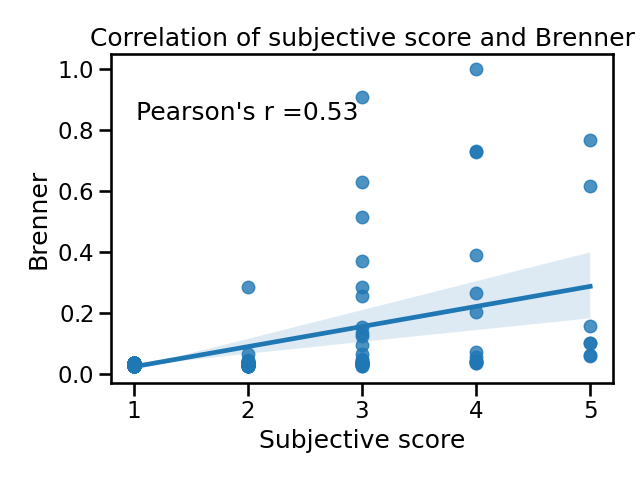 Correlation of subjective score and Brenner
1.0
Pearson's r =0.53
0.8
0.6
Brenner
0.4
0.2
0.0
1 2 3 4 5
Subjective score